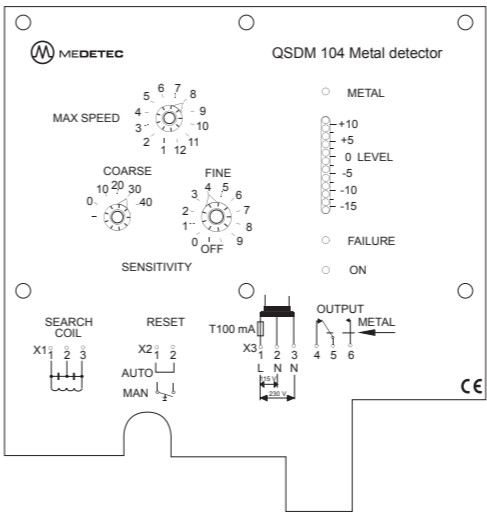 MEDETEC
QSDM 104 Metal detector
MAX SPEED
1 2 3 4 5 6 7 8 9 10 11 12
METAL
+10
+5
0 LEVEL
-5
-10
-15
COARSE
0 10 20 30 40
FINE
OFF 0 1 2 3 4 5 6 7 8 9
SENSITIVITY
FAILURE
ON
SEARCH
COIL
X1 1 2 3
RESET
X2 1 2
AUTO
MAN
T100 mA
X3 1 2 3
L N N
115 V
230 V
OUTPUT
METAL
4 5 6
CE